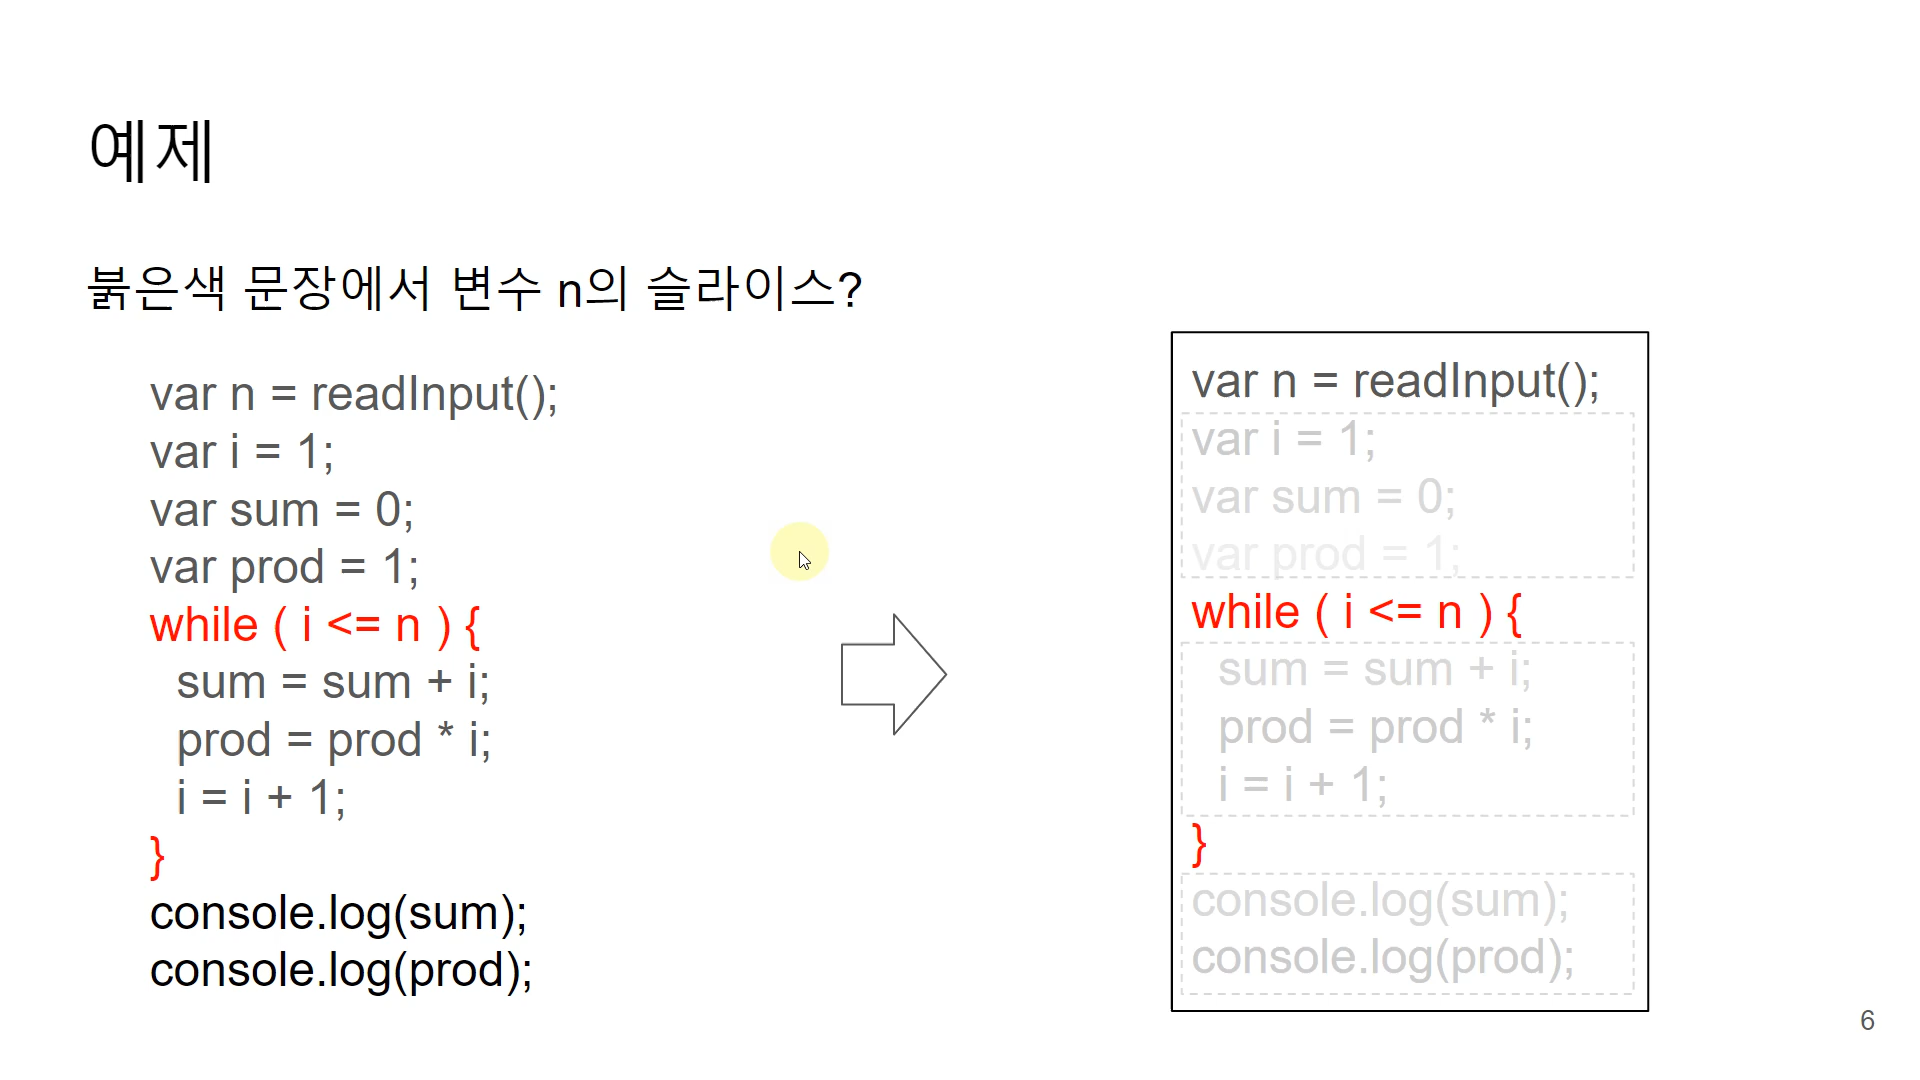 예제
붉은색 문장에서 변수 n의 슬라이스?
var n = readInput();
var i = 1;
var sum = 0;
var prod = 1;
while ( i <= n ) {
sum = sum + i;
prod = prod * i;
i = i + 1;
}
console.log(sum);
console.log(prod);
var n = readInput();
var i = 1;
var sum = 0;
var prod = 1;
while ( i <= n ) {
sum = sum + i;
prod = prod * i;
i = i + 1;
}
console.log(sum);
console.log(prod);
6